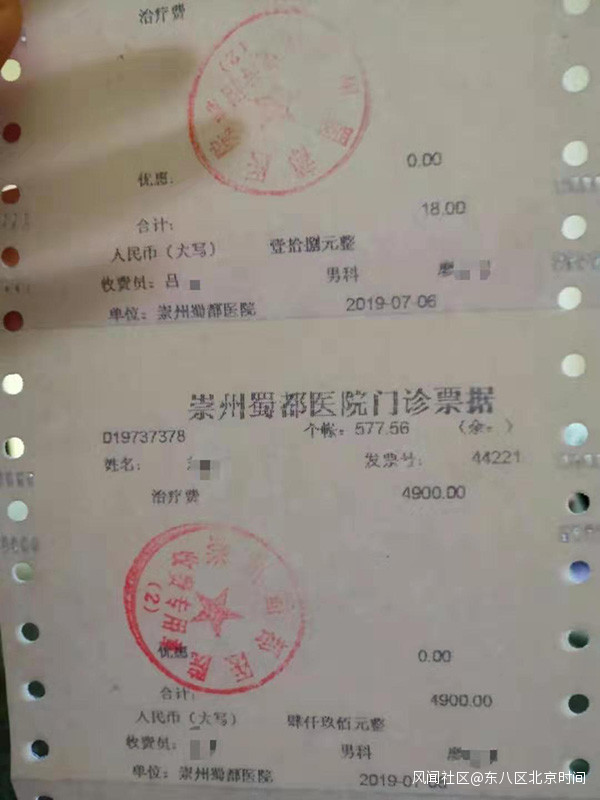 治疗费
优惠: 0.00
合计: 18.00
人民币（大写） 壹拾捌元整
收费员: 吕 男科 廖
单位: 崇州蜀都医院 2019-07-06
崇州蜀都医院门诊票据
D19737378 个帐: 577.56 （余: ）
姓名: 发票号: 44221
治疗费 4900.00
收费专用章
(2)
优惠 0.00
合计: 4900.00
人民币（大写） 肆仟玖佰元整
收费员: 男科 廖
单位: 崇州蜀都医院 2019-07-06
风闻社区@东八区北京时间